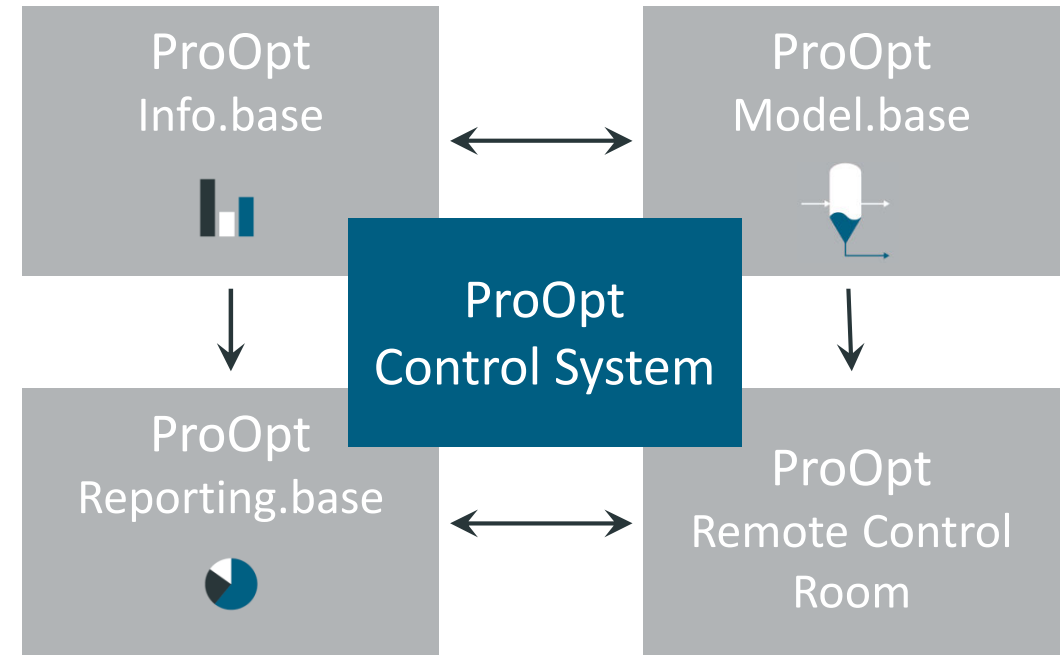 ProOpt
Info.base
ProOpt
Model.base
ProOpt
Control System
ProOpt
Reporting.base
ProOpt
Remote Control
Room